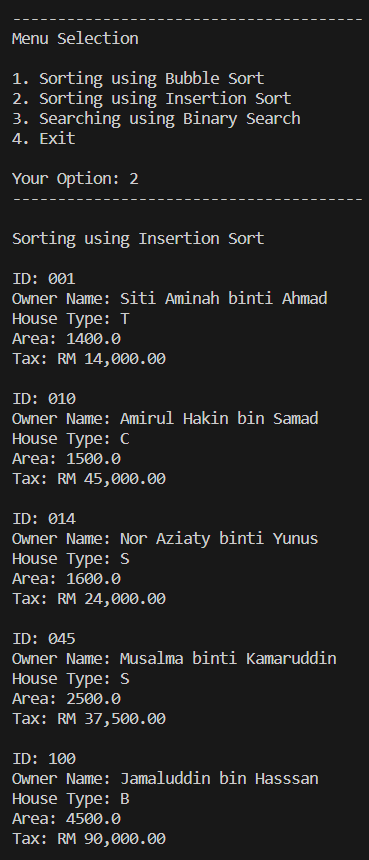 ---------------------------------------
Menu Selection
1. Sorting using Bubble Sort
2. Sorting using Insertion Sort
3. Searching using Binary Search
4. Exit
Your Option: 2
---------------------------------------
Sorting using Insertion Sort
ID: 001
Owner Name: Siti Aminah binti Ahmad
House Type: T
Area: 1400.0
Tax: RM 14,000.00
ID: 010
Owner Name: Amirul Hakin bin Samad
House Type: C
Area: 1500.0
Tax: RM 45,000.00
ID: 014
Owner Name: Nor Aziaty binti Yunus
House Type: S
Area: 1600.0
Tax: RM 24,000.00
ID: 045
Owner Name: Musalma binti Kamaruddin
House Type: S
Area: 2500.0
Tax: RM 37,500.00
ID: 100
Owner Name: Jamaluddin bin Hasssan
House Type: B
Area: 4500.0
Tax: RM 90,000.00